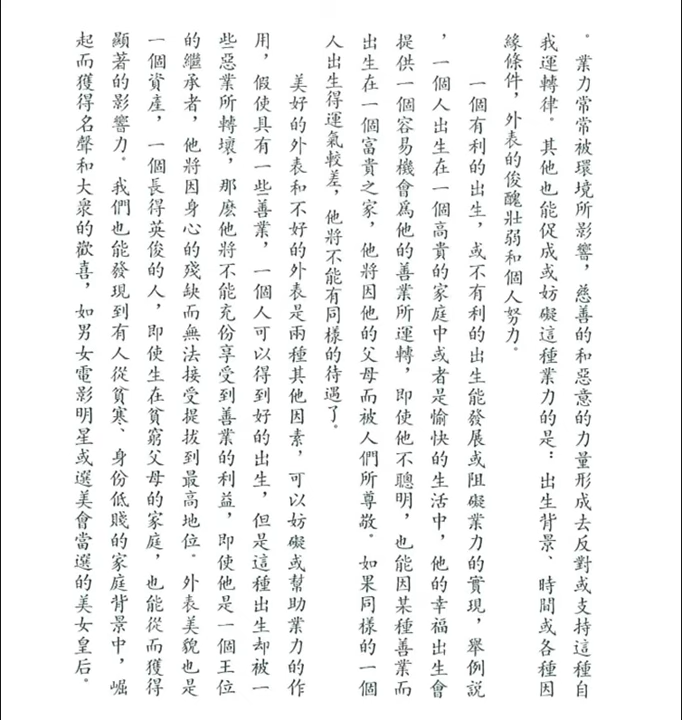 。業力常常被環境所影響，慈善的和惡意的力量形成去反對或支持這種自
我運轉律。其他也能促成或妨礙這種業力的是：出生背景、時間或各種因
緣條件，外表的俊醜壯弱和個人努力。
一個有利的出生，或不有利的出生能發展或阻礙業力的實現，舉例説
，一個人出生在一個高貴的家庭中或者是愉快的生活中，他的幸福出生會
提供一個容易機會爲他的善業所運轉，即使他不聰明，也能因某種善業而
出生在一個富貴之家，他將因他的父母而被人們所尊敬。如果同樣的一個
人出生得運氣較差，他將不能有同樣的待遇了。
美好的外表和不好的外表是兩種其他因素，可以妨礙或幫助業力的作
用，假使具有一些善業，一個人可以得到好的出生，但是這種出生却被一
些惡業所轉壞，那麽他將不能充份享受到善業的利益，即使他是一個王位
的繼承者，他將因身心的殘缺而無法接受提拔到最高地位。外表美貌也是
一個資產，一個長得英俊的人，即使生在貧窮父母的家庭，也能從而獲得
顯著的影響力。我們也能發現到有人從貧寒、身份低賤的家庭背景中，崛
起而獲得名聲和大衆的歡喜，如男女電影明星或選美會當選的美女皇后。